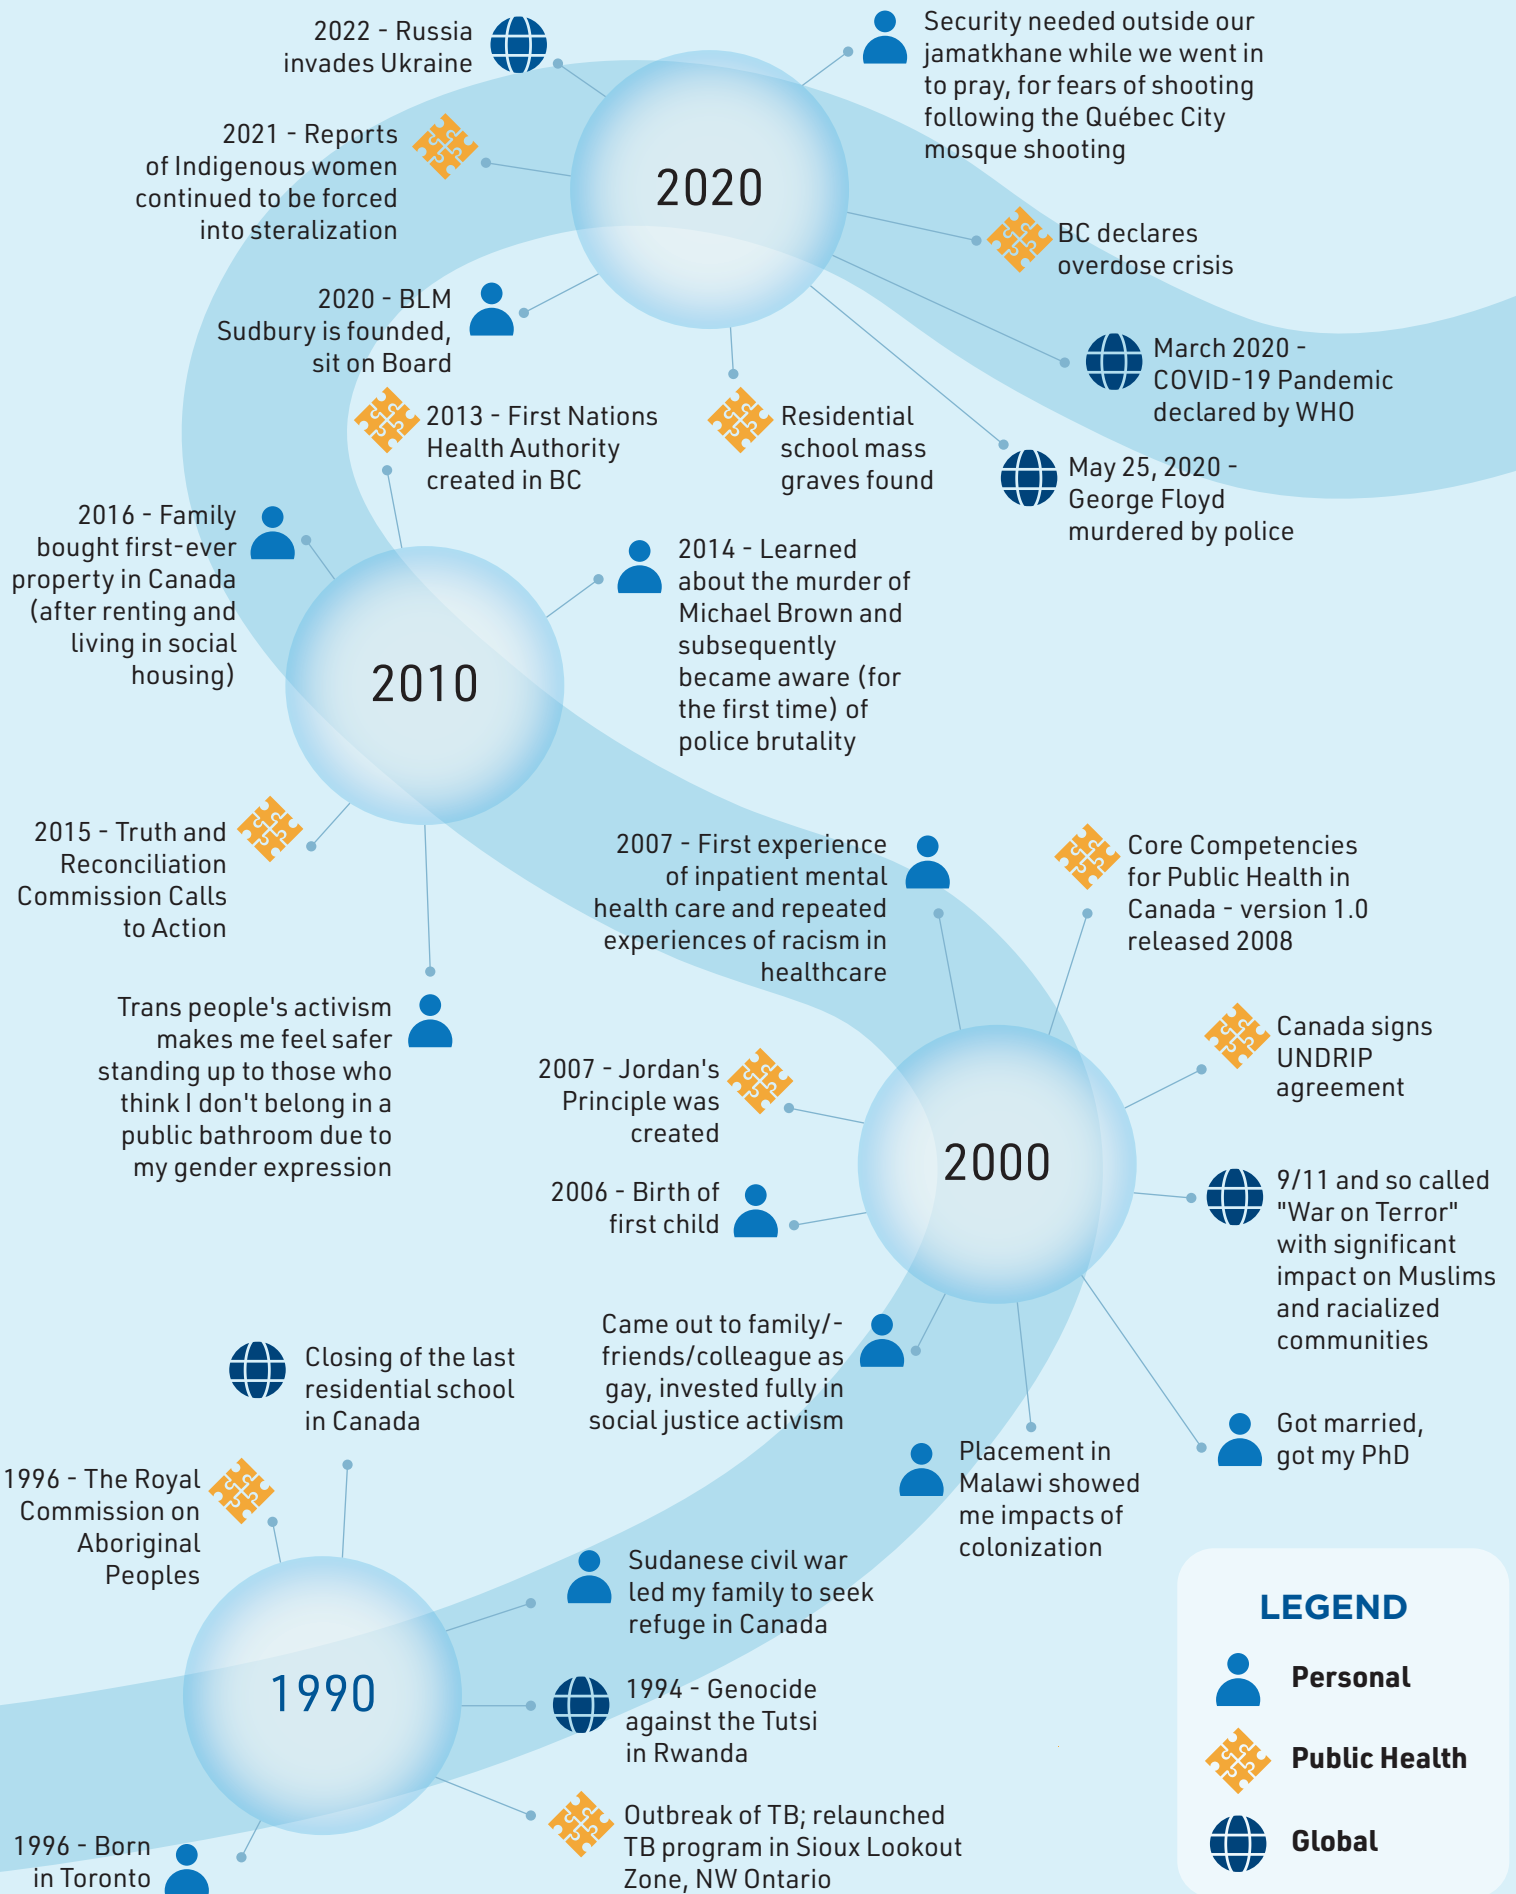 2022 - Russia
invades Ukraine
Security needed outside our
jamatkhane while we went in
to pray, for fears of shooting
following the Québec City
mosque shooting
2021 - Reports
of Indigenous women
continued to be forced
into steralization
2020
BC declares
overdose crisis
2020 - BLM
Sudbury is founded,
sit on Board
March 2020 -
COVID-19 Pandemic
declared by WHO
2013 - First Nations
Health Authority
created in BC
Residential
school mass
graves found
May 25, 2020 -
George Floyd
murdered by police
2016 - Family
bought first-ever
property in Canada
(after renting and
living in social
housing)
2014 - Learned
about the murder of
Michael Brown and
subsequently
became aware (for
the first time) of
police brutality
2010
2015 - Truth and
Reconciliation
Commission Calls
to Action
2007 - First experience
of inpatient mental
health care and repeated
experiences of racism in
healthcare
Core Competencies
for Public Health in
Canada - version 1.0
released 2008
Trans people's activism
makes me feel safer
standing up to those who
think I don't belong in a
public bathroom due to
my gender expression
Canada signs
UNDRIP
agreement
2007 - Jordan's
Principle was
created
2000
2006 - Birth of
first child
9/11 and so called
"War on Terror"
with significant
impact on Muslims
and racialized
communities
Came out to family/-
friends/colleague as
gay, invested fully in
social justice activism
Closing of the last
residential school
in Canada
Got married,
got my PhD
Placement in
Malawi showed
me impacts of
colonization
1996 - The Royal
Commission on
Aboriginal
Peoples
Sudanese civil war
led my family to seek
refuge in Canada
1990
1994 - Genocide
against the Tutsi
in Rwanda
Outbreak of TB; relaunched
TB program in Sioux Lookout
Zone, NW Ontario
1996 - Born
in Toronto
LEGEND
Personal
Public Health
Global